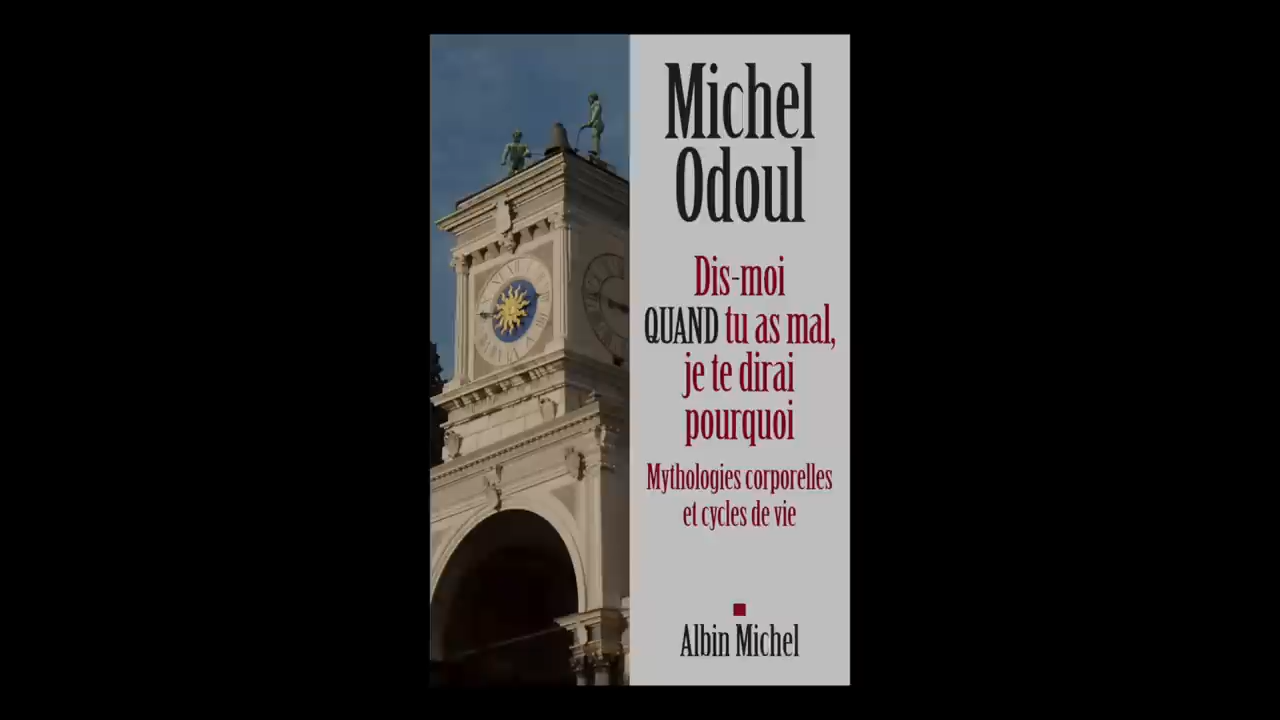 Michel
Odoul
Dis-moi
QUAND tu as mal,
je te dirai
pourquoi
Mythologies corporelles
et cycles de vie
Albin Michel